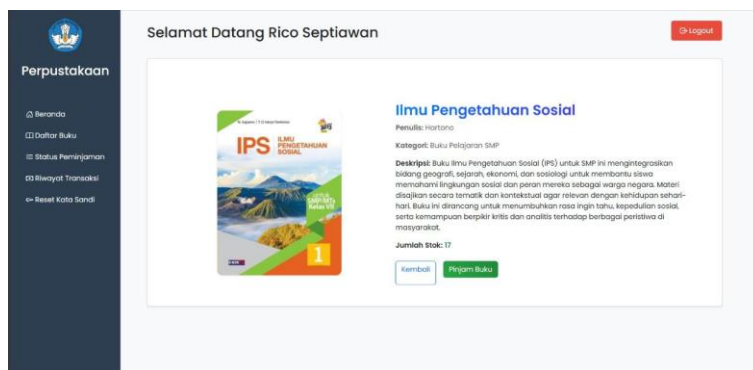 Perpustakaan
Beranda
Daftar Buku
Status Peminjaman
Riwayat Transaksi
Reset Kata Sandi
Selamat Datang Rico Septiawan
Logout
IPS
ILMU
PENGETAHUAN
SOSIAL
UNTUK
SMP/MTs
Kelas VII
1
Ilmu Pengetahuan Sosial
Penulis: Hartono
Kategori: Buku Pelajaran SMP
Deskripsi: Buku Ilmu Pengetahuan Sosial (IPS) untuk SMP ini mengintegrasikan
bidang geografi, sejarah, ekonomi, dan sosiologi untuk membantu siswa
memahami lingkungan sosial dan peran mereka sebagai warga negara. Materi
disajikan secara tematik dan kontekstual agar relevan dengan kehidupan sehari-
hari. Buku ini dirancang untuk menumbuhkan rasa ingin tahu, kepedulian sosial,
serta kemampuan berpikir kritis dan analitis terhadap berbagai peristiwa di
masyarakat.
Jumlah Stok: 17
Kembali
Pinjam Buku